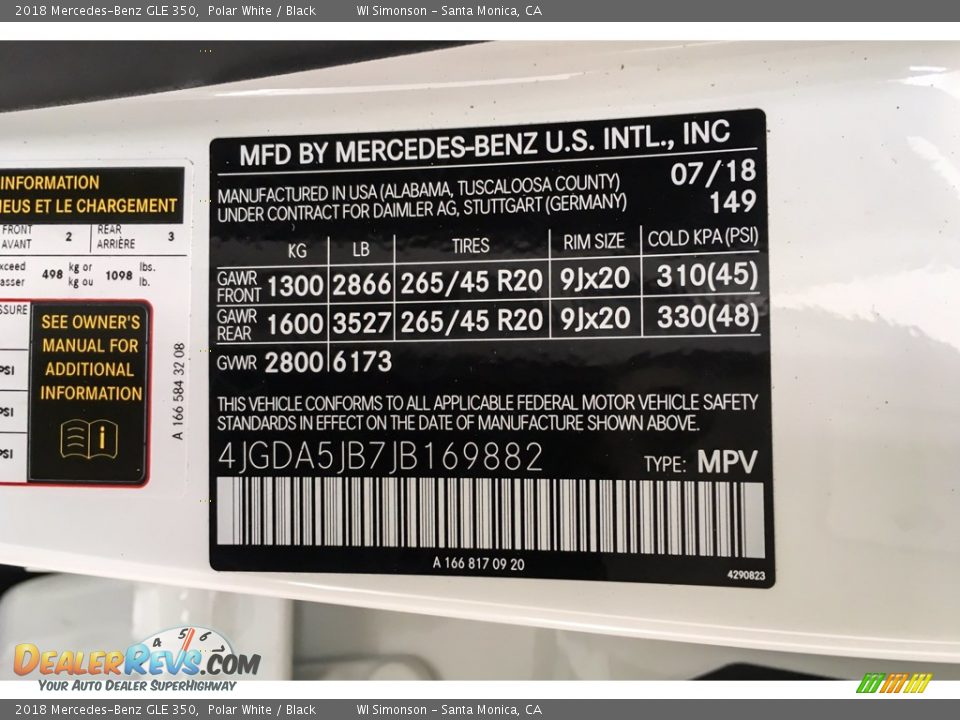 2018 Mercedes-Benz GLE 350, Polar White / Black WI Simonson - Santa Monica, CA
INFORMATION
ET LE CHARGEMENT
FRONT
AVANT 2 REAR
ARRIÈRE 3
498 kg or
kg ou 1098 lbs.
lb.
PSI
PSI
PSI
SEE OWNER'S
MANUAL FOR
ADDITIONAL
INFORMATION
A 166 584 32 08
MFD BY MERCEDES-BENZ U.S. INTL., INC
MANUFACTURED IN USA (ALABAMA, TUSCALOOSA COUNTY) 07/18
UNDER CONTRACT FOR DAIMLER AG, STUTTGART (GERMANY) 149
KG LB TIRES RIM SIZE COLD KPA (PSI)
GAWR
FRONT 1300 2866 265/45 R20 9Jx20 310(45)
GAWR
REAR 1600 3527 265/45 R20 9Jx20 330(48)
GVWR 2800 6173
THIS VEHICLE CONFORMS TO ALL APPLICABLE FEDERAL MOTOR VEHICLE SAFETY
STANDARDS IN EFFECT ON THE DATE OF MANUFACTURE SHOWN ABOVE.
4JGDA5JB7JB169882 TYPE: MPV
A 166 817 09 20
4290823
4 5 6
DEALERREVS.COM
YOUR AUTO DEALER SUPERHIGHWAY
2018 Mercedes-Benz GLE 350, Polar White / Black WI Simonson - Santa Monica, CA